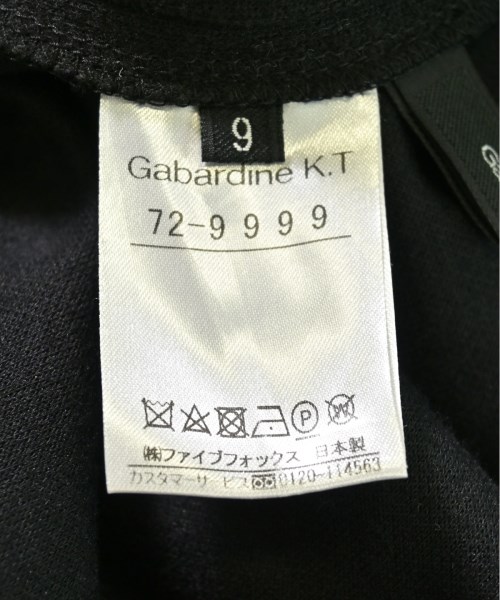 9
Gabardine K.T
72-9999
P
W
㈱ファイブフォックス 日本製
カスタマーサービス 0120-114563